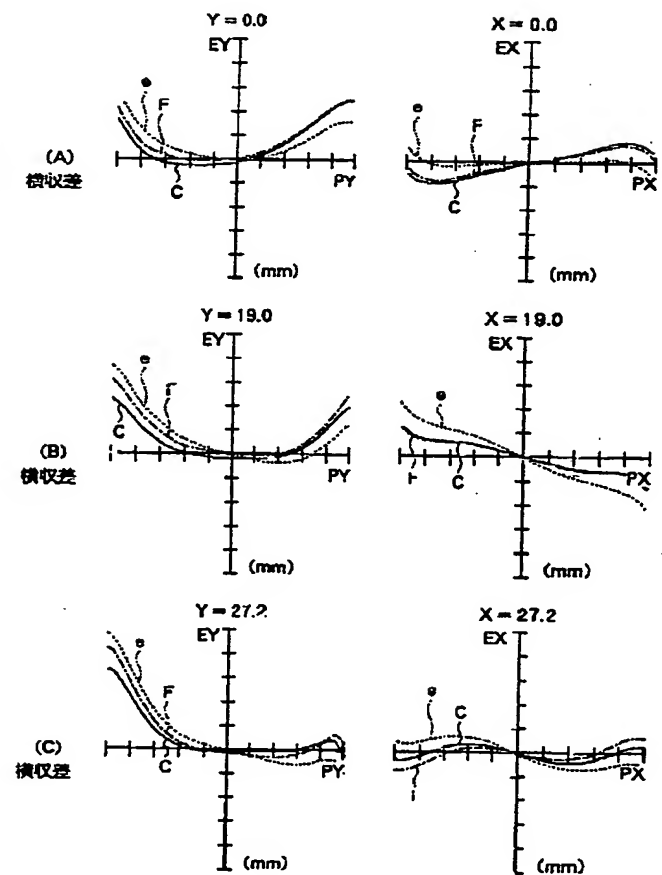 Y = 0.0
EY
X = 0.0
EX
e
F
e
F
(A)
横収差
C
PY
C
PX
(mm)
(mm)
Y = 19.0
EY
X = 19.0
EX
e
F
e
C
(B)
横収差
PY
C
PX
(mm)
(mm)
Y = 27.2
EY
X = 27.2
EX
e
F
e
C
(C)
横収差
C
PY
PX
(mm)
(mm)